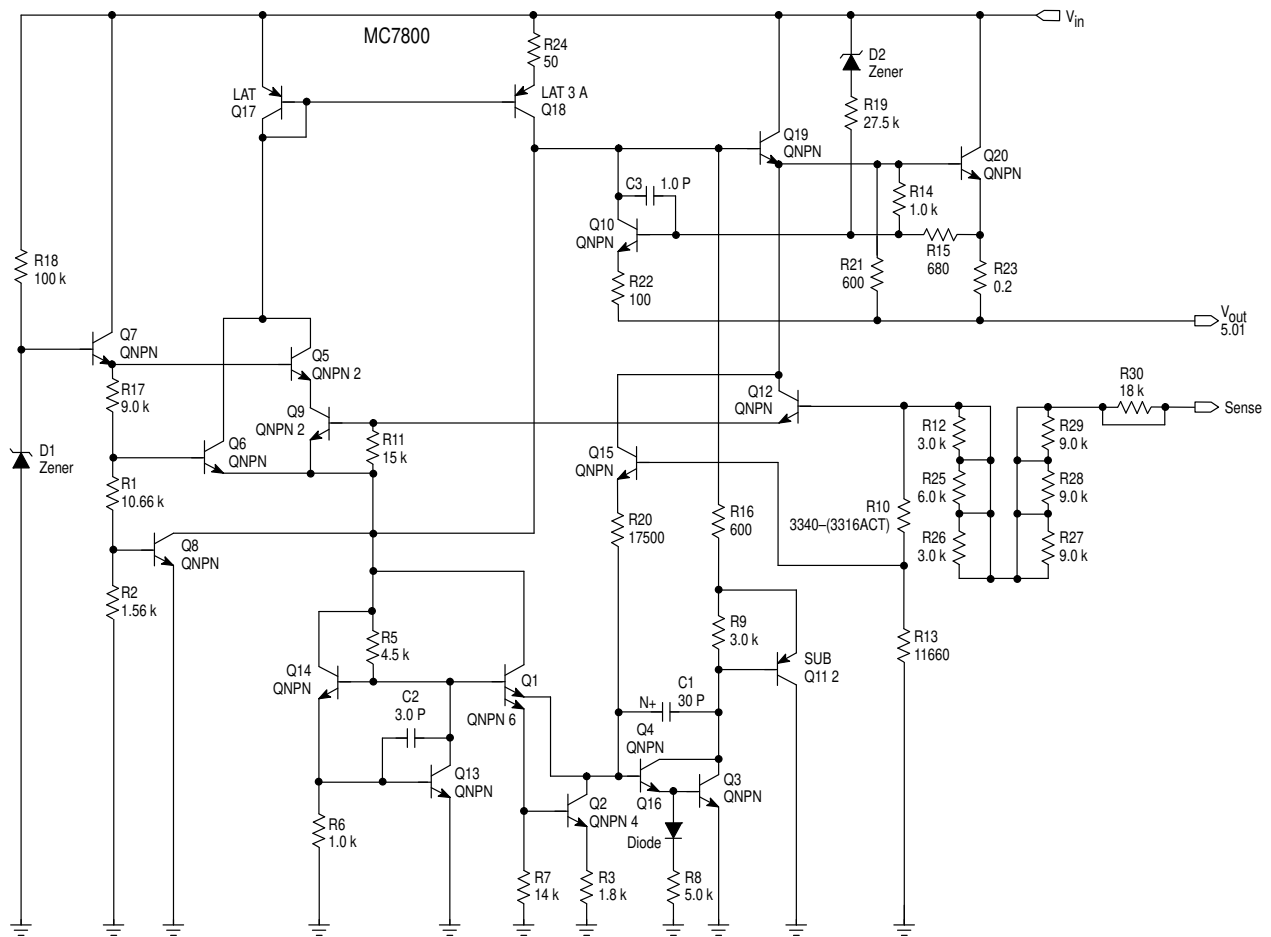 MC7800
Vin
R24
50
D2
Zener
LAT
Q17
LAT 3 A
Q18
R19
27.5 k
Q19
QNPN
Q20
QNPN
C3
1.0 P
R14
1.0 k
Q10
QNPN
R15
680
R18
100 k
R21
600
R23
0.2
R22
100
Vout
5.01
Q7
QNPN
Q5
QNPN 2
R17
9.0 k
Q12
QNPN
R30
18 k
Sense
Q9
QNPN 2
R12
3.0 k
R29
9.0 k
D1
Zener
Q6
QNPN
R11
15 k
Q15
QNPN
R1
10.66 k
R25
6.0 k
R28
9.0 k
R20
17500
R16
600
R10
3340–(3316ACT)
R26
3.0 k
R27
9.0 k
Q8
QNPN
R2
1.56 k
R5
4.5 k
R9
3.0 k
R13
11660
Q14
QNPN
Q1
QNPN 6
SUB
Q11 2
C2
3.0 P
N+
C1
30 P
Q4
QNPN
Q13
QNPN
Q2
QNPN 4
Q16
Q3
QNPN
R6
1.0 k
Diode
R7
14 k
R3
1.8 k
R8
5.0 k